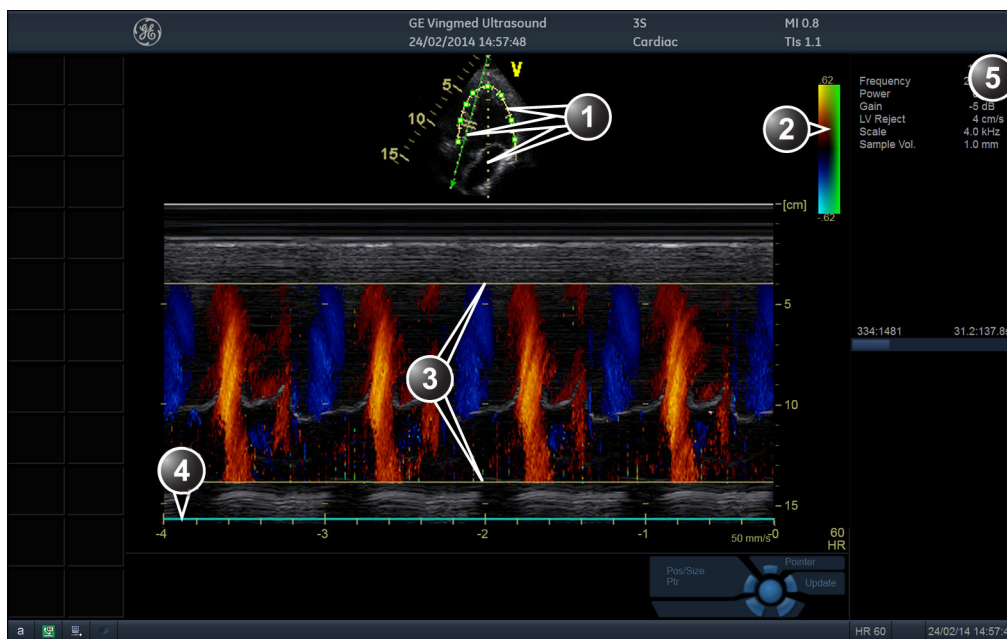 GE Vingmed Ultrasound 3S MI 0.8
24/02/2014 14:57:48 Cardiac TIs 1.1
V
5
10
15
1
2
3
4
5
.62
-.62
Frequency
Power
Gain -5 dB
LV Reject 4 cm/s
Scale 4.0 kHz
Sample Vol. 1.0 mm
[cm]
5
10
15
334:1481
-4 -3 -2 -1 -0
50 mm/s
60
HR
Pos/Size
Ptr
Pointer
Update
a HR 60